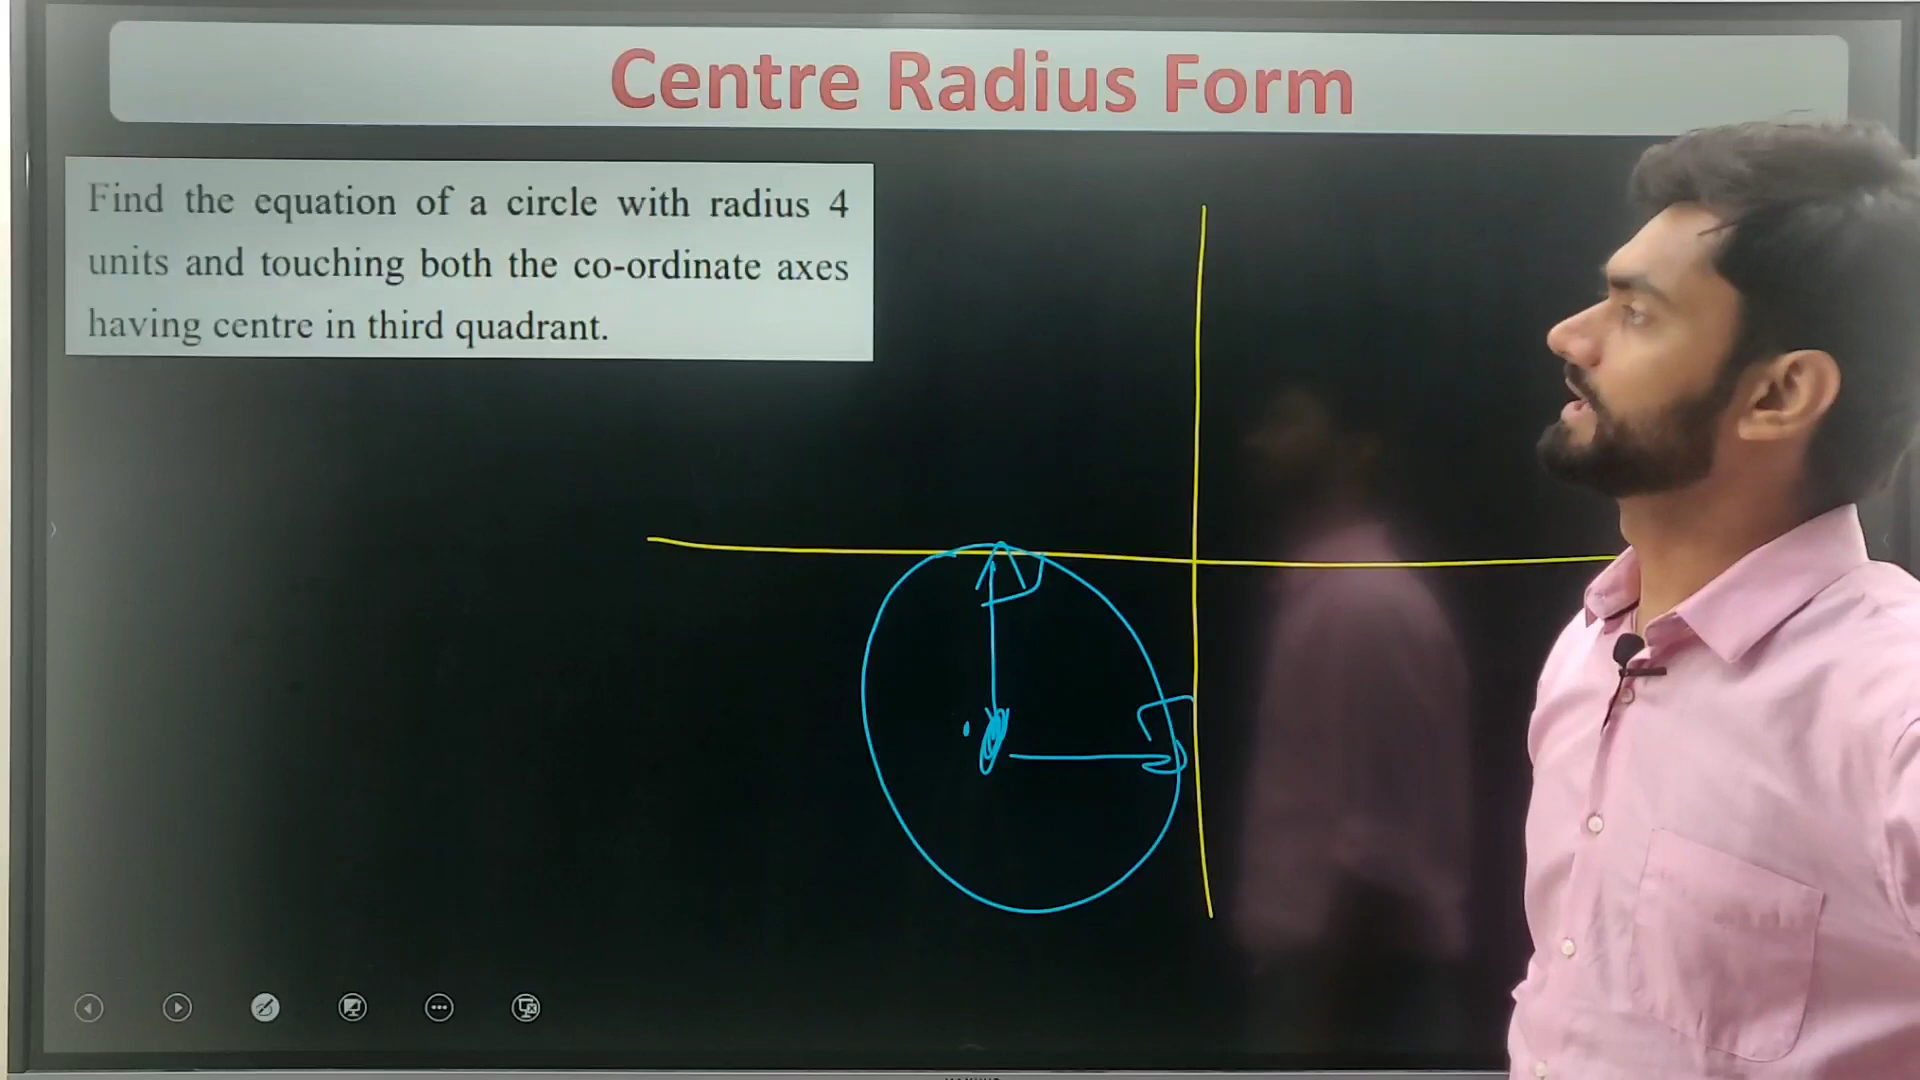 Centre Radius Form
Find the equation of a circle with radius 4
units and touching both the co-ordinate axes
having centre in third quadrant.